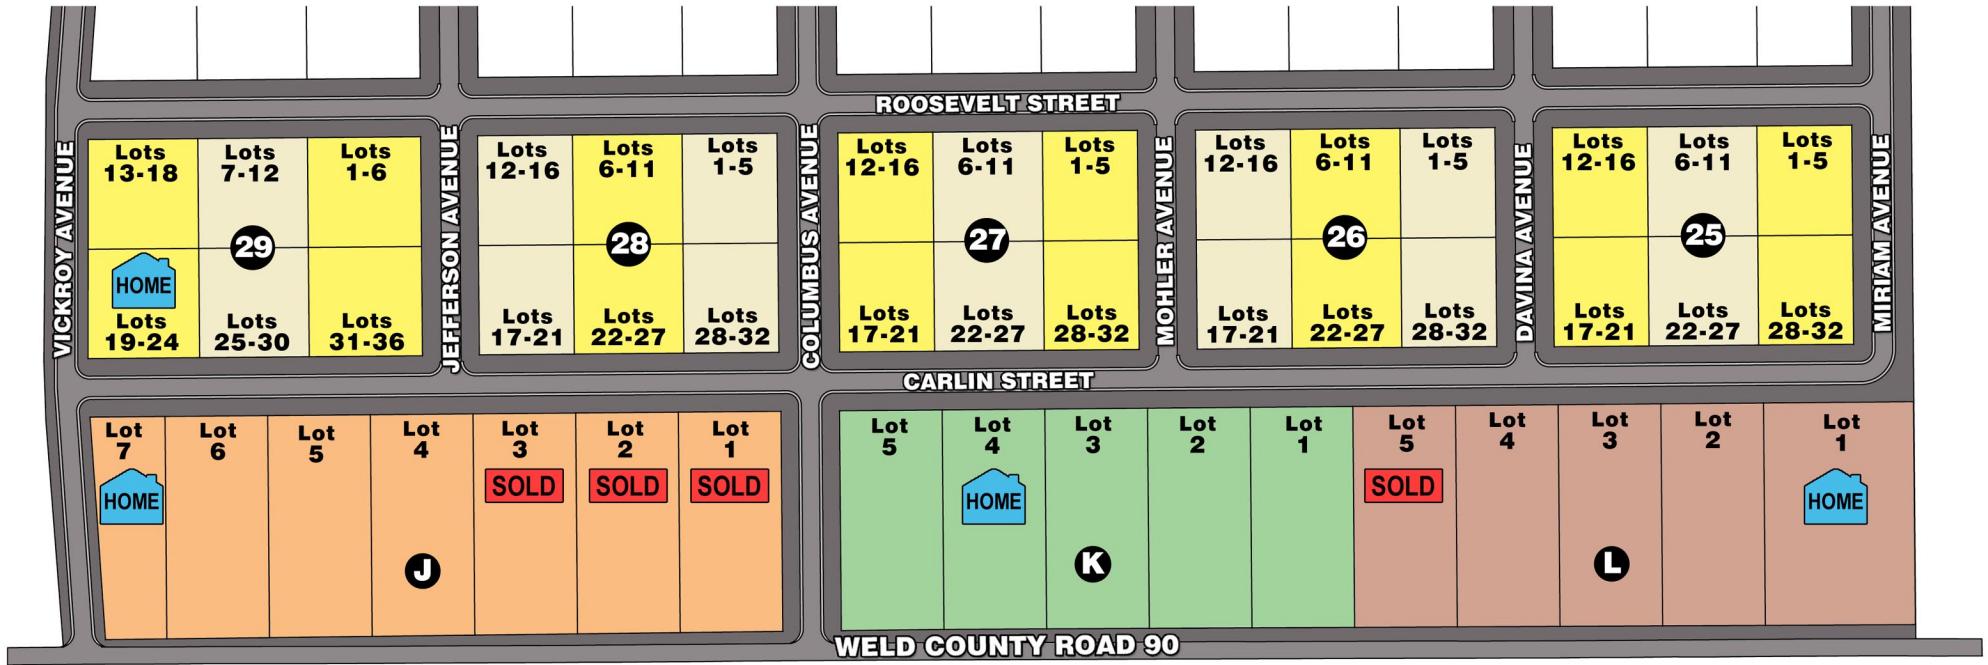 ROOSEVELT STREET
VICKROY AVENUE
Lots
13-18
Lots
7-12
Lots
1-6
29
HOME
Lots
19-24
Lots
25-30
Lots
31-36
JEFFERSON AVENUE
Lots
12-16
Lots
6-11
Lots
1-5
28
Lots
17-21
Lots
22-27
Lots
28-32
COLUMBUS AVENUE
Lots
12-16
Lots
6-11
Lots
1-5
27
Lots
17-21
Lots
22-27
Lots
28-32
MOHLER AVENUE
Lots
12-16
Lots
6-11
Lots
1-5
26
Lots
17-21
Lots
22-27
Lots
28-32
DAVINA AVENUE
Lots
12-16
Lots
6-11
Lots
1-5
25
Lots
17-21
Lots
22-27
Lots
28-32
MIRIAM AVENUE
CARLIN STREET
Lot
7
HOME
Lot
6
Lot
5
Lot
4
Lot
3
SOLD
Lot
2
SOLD
Lot
1
SOLD
J
Lot
5
Lot
4
HOME
Lot
3
Lot
2
Lot
1
K
Lot
5
SOLD
Lot
4
Lot
3
Lot
2
Lot
1
HOME
L
WELD COUNTY ROAD 90